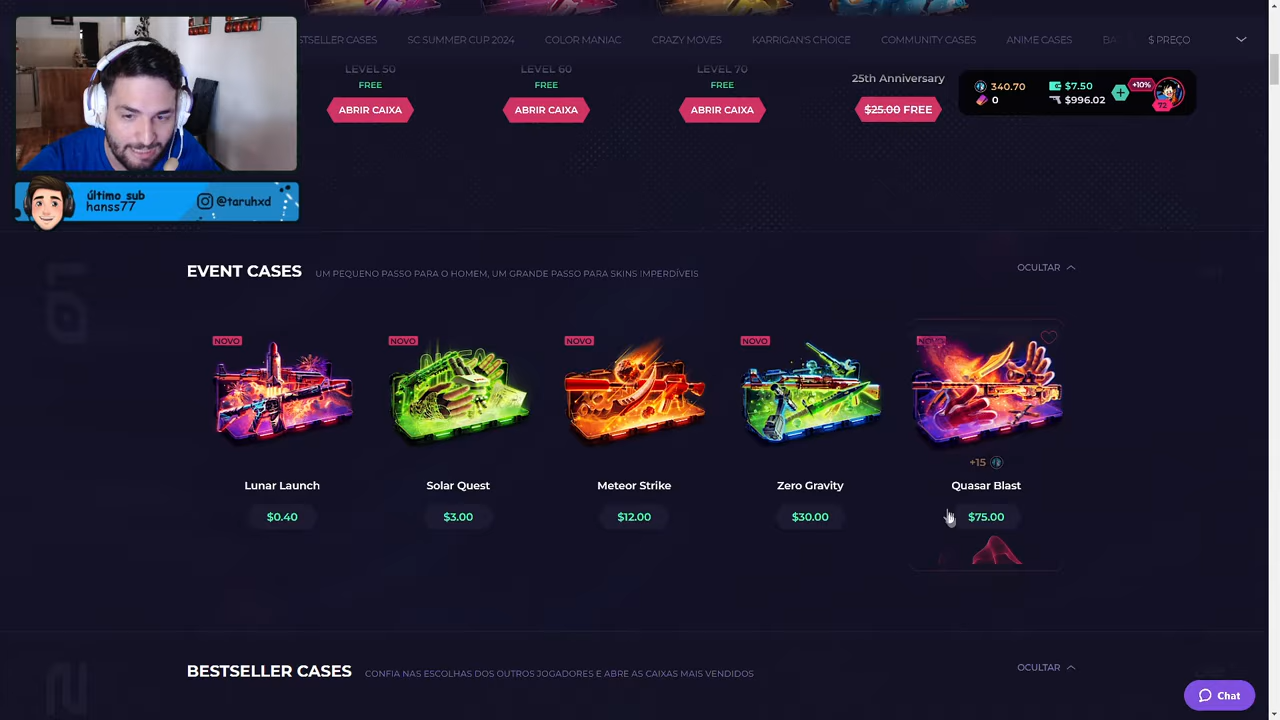 BESTSELLER CASES
SC SUMMER CUP 2024
COLOR MANIAC
CRAZY MOVES
KARRIGAN'S CHOICE
COMMUNITY CASES
ANIME CASES
BA
$ PREÇO
LEVEL 50
FREE
ABRIR CAIXA
LEVEL 60
FREE
ABRIR CAIXA
LEVEL 70
FREE
ABRIR CAIXA
25th Anniversary
$25.00 FREE
340.70
0
$7.50
$996.02
+10%
72
último sub
hanss77
@taruhxd
EVENT CASES
UM PEQUENO PASSO PARA O HOMEM, UM GRANDE PASSO PARA SKINS IMPERDÍVEIS
OCULTAR
NOVO
NOVO
NOVO
NOVO
NOVO
+15
Lunar Launch
Solar Quest
Meteor Strike
Zero Gravity
Quasar Blast
$0.40
$3.00
$12.00
$30.00
$75.00
BESTSELLER CASES
CONFIA NAS ESCOLHAS DOS OUTROS JOGADORES E ABRE AS CAIXAS MAIS VENDIDOS
OCULTAR
Chat